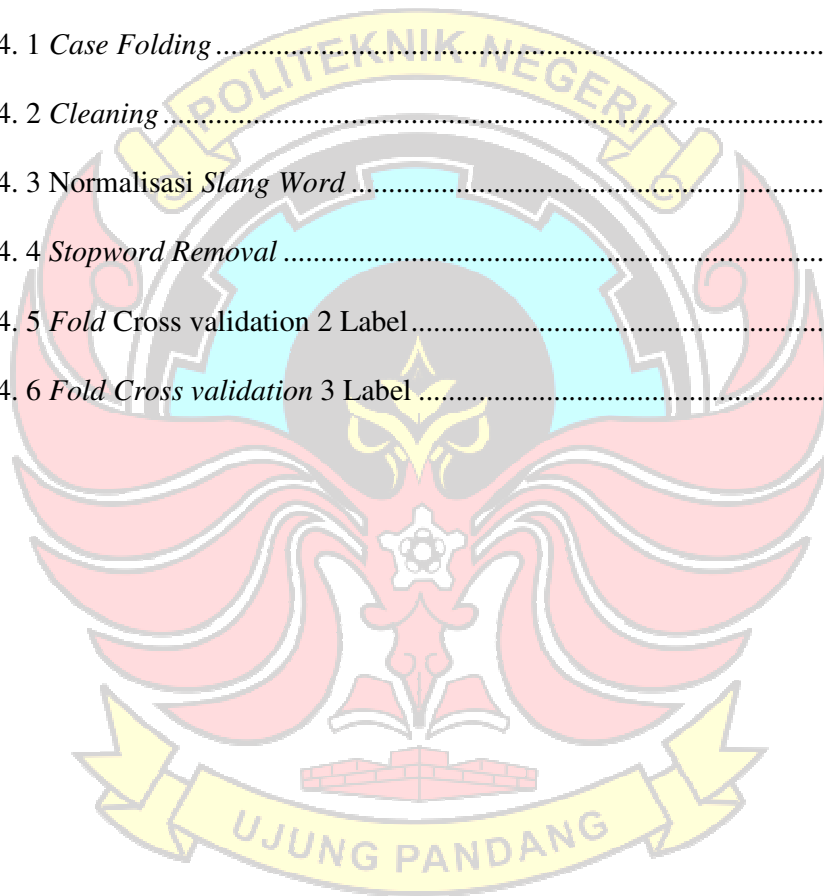 4. 1 Case Folding ........................................................................................
POLITEKNIK NEGERI
4. 2 Cleaning ...............................................................................................
4. 3 Normalisasi Slang Word ......................................................................
4. 4 Stopword Removal ...............................................................................
4. 5 Fold Cross validation 2 Label ..............................................................
4. 6 Fold Cross validation 3 Label .............................................................
UJUNG PANDANG